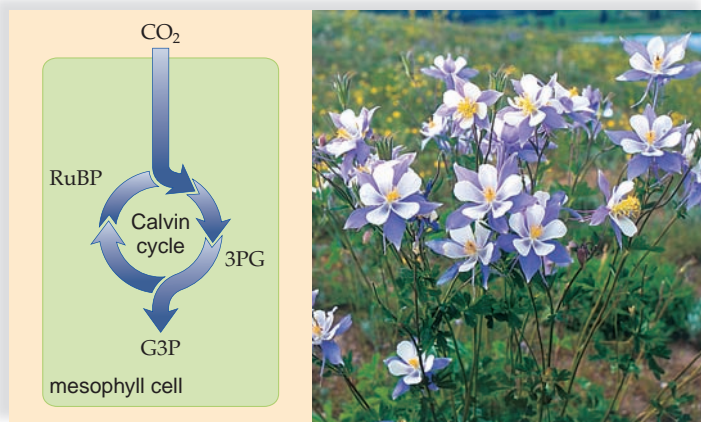 CO₂
RuBP
Calvin
cycle
3PG
G3P
mesophyll cell